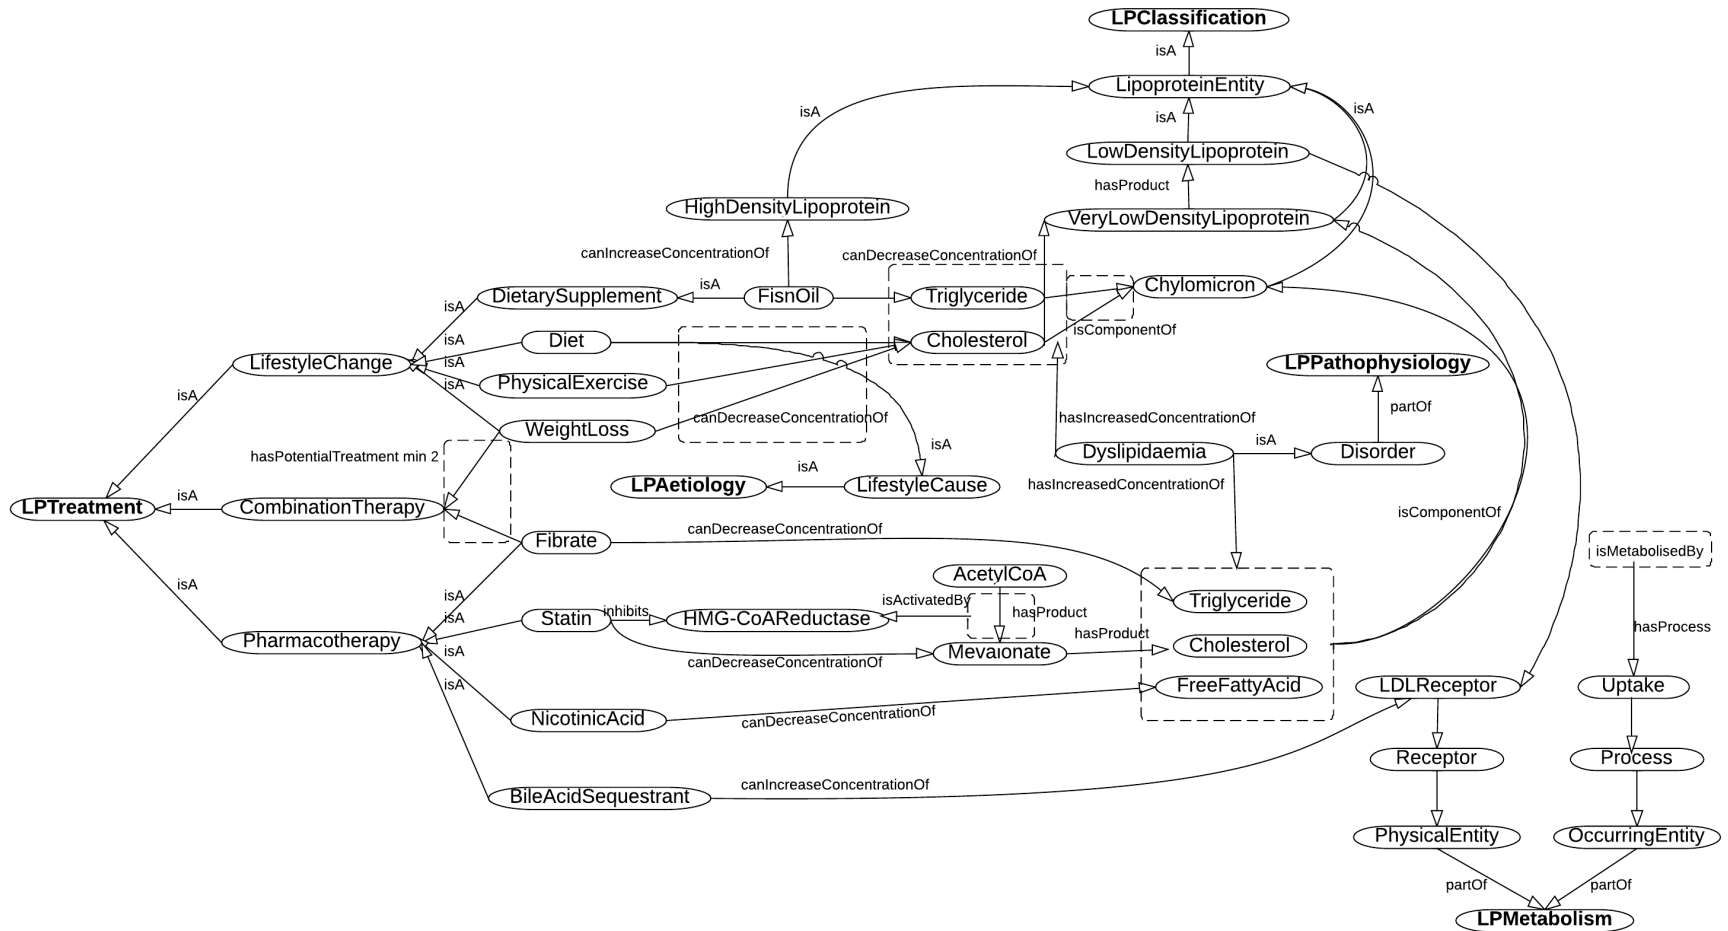 LPClassification
isA
LipoproteinEntity
isA
isA
isA
LowDensityLipoprotein
hasProduct
HighDensityLipoprotein
VeryLowDensityLipoprotein
canIncreaseConcentrationOf
canDecreaseConcentrationOf
isA
DietarySupplement
FisnOil
Triglyceride
Chylomicron
isA
isComponentOf
isA
Diet
Cholesterol
LifestyleChange
isA
LPPathophysiology
isA
PhysicalExercise
isA
partOf
canDecreaseConcentrationOf
hasIncreasedConcentrationOf
WeightLoss
isA
isA
hasPotentialTreatment min 2
Dyslipidaemia
Disorder
isA
hasIncreasedConcentrationOf
LPAetiology
LifestyleCause
isA
LPTreatment
CombinationTherapy
isComponentOf
canDecreaseConcentrationOf
Fibrate
isMetabolisedBy
AcetylCoA
isA
isA
isActivatedBy
Triglyceride
inhibits
hasProduct
isA
Statin
HMG-CoAReductase
hasProduct
hasProcess
Pharmacotherapy
Cholesterol
isA
Mevaionate
canDecreaseConcentrationOf
isA
FreeFattyAcid
LDLReceptor
Uptake
NicotinicAcid
canDecreaseConcentrationOf
Receptor
Process
canIncreaseConcentrationOf
BileAcidSequestrant
PhysicalEntity
OccurringEntity
partOf
partOf
LPMetabolism